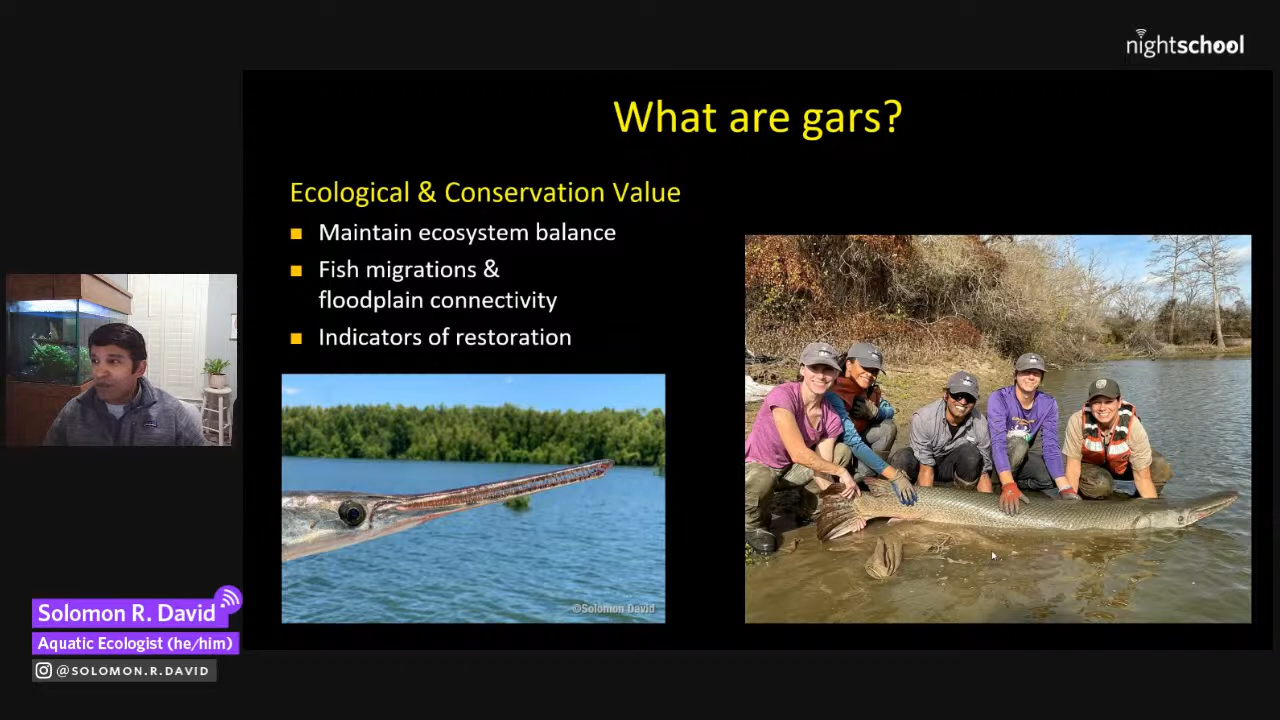 nightschool
What are gars?
Ecological & Conservation Value
Maintain ecosystem balance
Fish migrations &
floodplain connectivity
Indicators of restoration
©Solomon David
Solomon R. David
Aquatic Ecologist (he/him)
@SOLOMON.R.DAVID